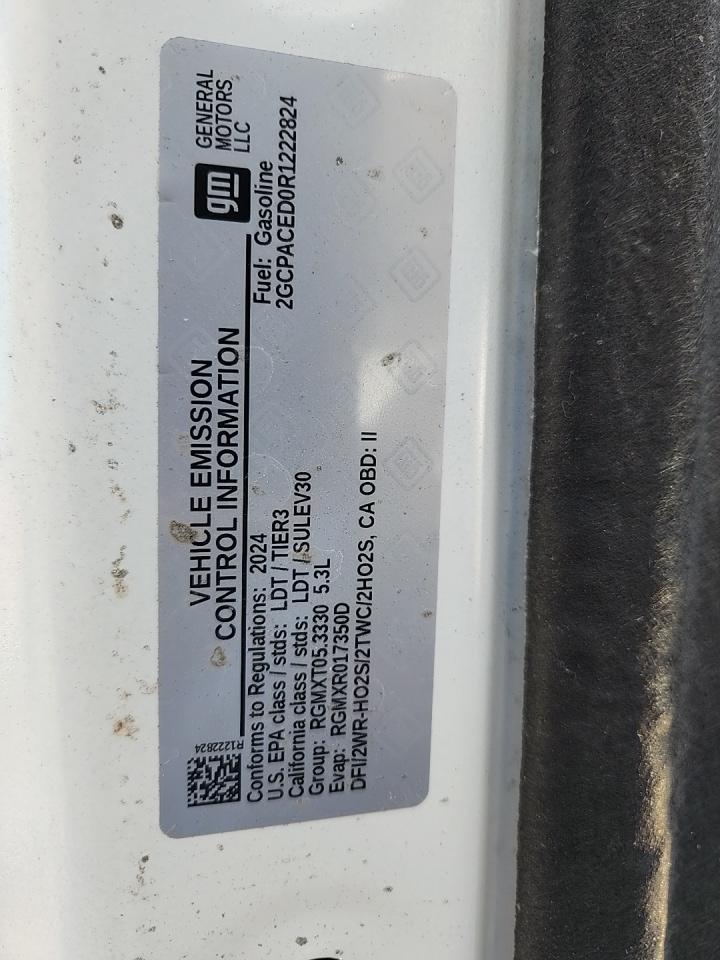 VEHICLE EMISSION
CONTROL INFORMATION
gm
GENERAL
MOTORS
LLC
R1222824
Conforms to Regulations: 2024
Fuel: Gasoline
U.S. EPA class / stds: LDT / TIER3
2GCPACED0R1222824
California class / stds: LDT / SULEV30
Group: RGMXT05.3330 5.3L
Evap: RGMXR017350D
DFI/2WR-HO2S/2TWC/2HO2S, CA OBD: II